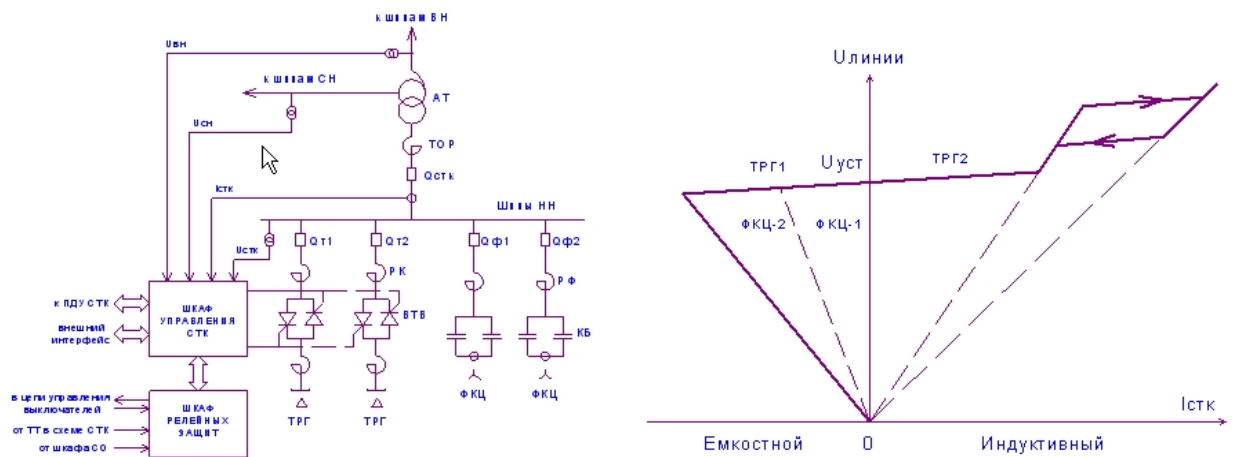 к шинам ВН
Uвн
к шинам СН
АТ
Uсн
ТОР
Qстк
Iстк
Шины НН
Uстк
Qт1
Qт2
Qф1
Qф2
РК
РФ
к ПДУ СТК
ШКАФ
УПРАВЛЕНИЯ
СТК
ВТВ
КБ
внешний
интерфейс
в цепи управления
выключателей
ШКАФ
РЕЛЕЙНЫХ
ЗАЩИТ
от ТТ в схеме СТК
от шкафа СО
ТРГ
ТРГ
ФКЦ
ФКЦ
Uлинии
ТРГ1
Uуст
ТРГ2
ФКЦ-2
ФКЦ-1
Iстк
Емкостной
0
Индуктивный